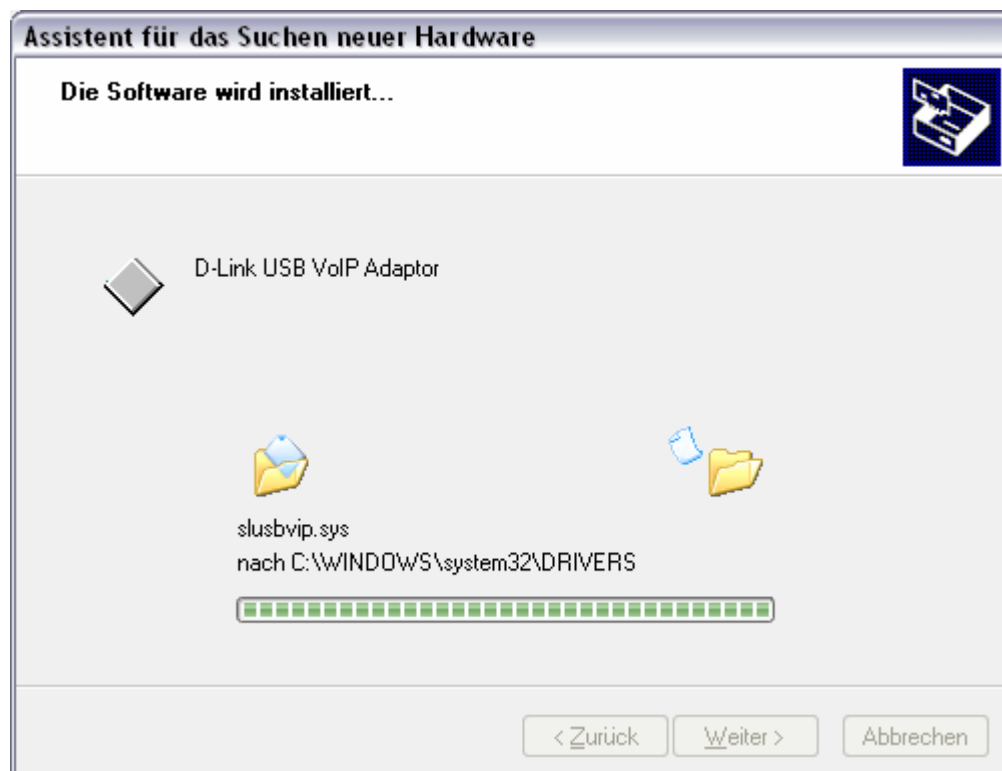 Assistent für das Suchen neuer Hardware
Die Software wird installiert...
D-Link USB VoIP Adaptor
slusbvip.sys
nach C:\WINDOWS\system32\DRIVERS
< Zurück
Weiter >
Abbrechen